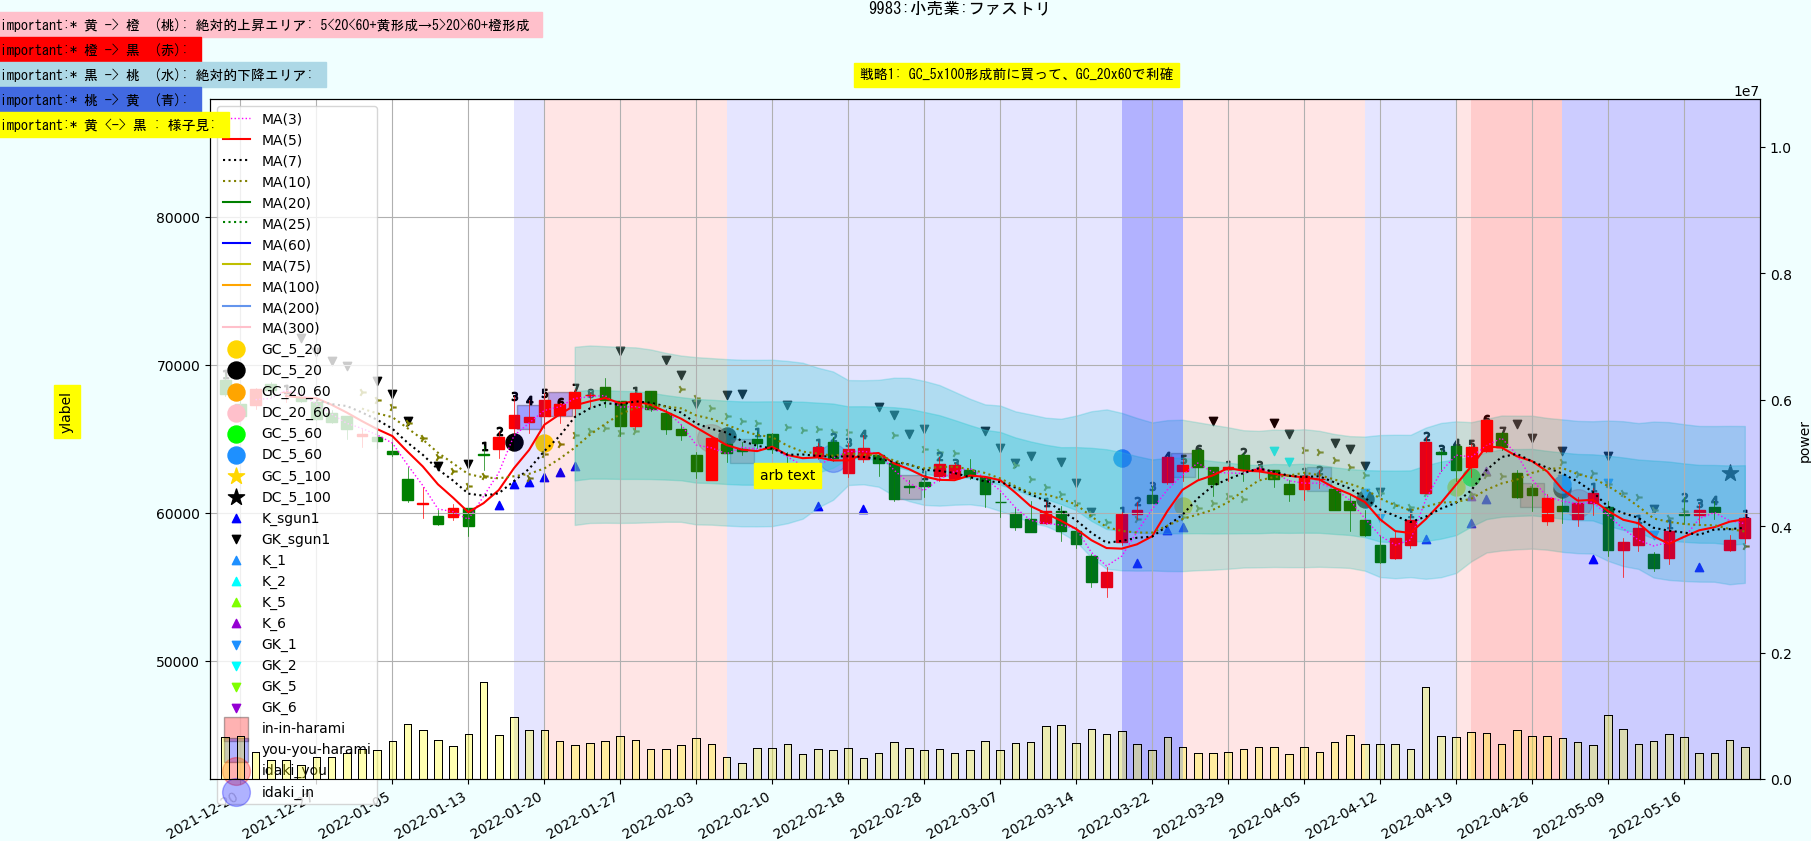 9983:小売業:ファストリ
important:* 黄 -> 橙 (桃): 絶対的上昇エリア: 5<20<60+黄形成→5>20>60+橙形成
important:* 橙 -> 黒 (赤):
important:* 黒 -> 桃 (水): 絶対的下降エリア:
戦略1: GC_5x100形成前に買って、GC_20x60で利確
important:* 桃 -> 黄 (青):
important:* 黄 <-> 黒 : 様子見:
1e7
MA(3)
MA(5)
MA(7)
MA(10)
MA(20)
MA(25)
MA(60)
MA(75)
MA(100)
MA(200)
MA(300)
GC_5_20
DC_5_20
GC_20_60
DC_20_60
GC_5_60
DC_5_60
GC_5_100
DC_5_100
K_sgun1
GK_sgun1
K_1
K_2
K_5
K_6
GK_1
GK_2
GK_5
GK_6
in-in-harami
you-you-harami
idaki_you
idaki_in
80000
70000
60000
50000
ylabel
arb text
1.0
0.8
0.6
0.4
0.2
0.0
power
2022-01-05
2022-01-13
2022-01-20
2022-01-27
2022-02-03
2022-02-10
2022-02-18
2022-02-28
2022-03-07
2022-03-14
2022-03-22
2022-03-29
2022-04-05
2022-04-12
2022-04-19
2022-04-26
2022-05-09
2022-05-16